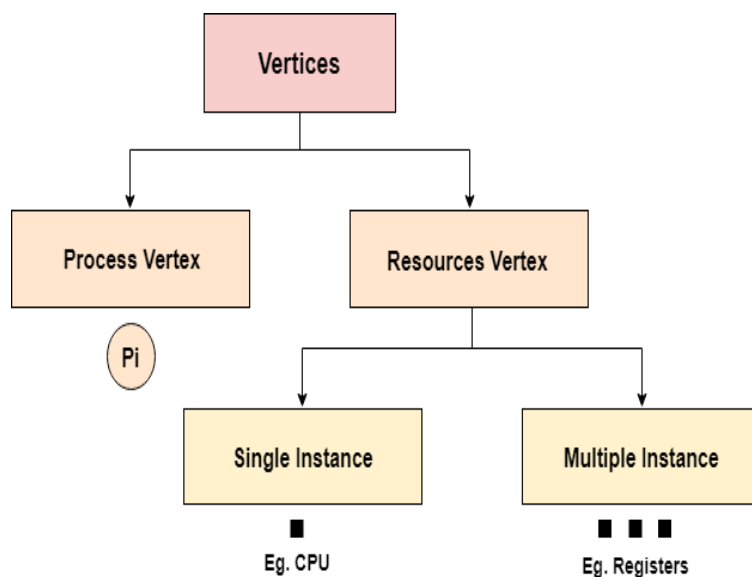 Vertices
Process Vertex
Resources Vertex
Pi
Single Instance
Multiple Instance
Eg. CPU
Eg. Registers